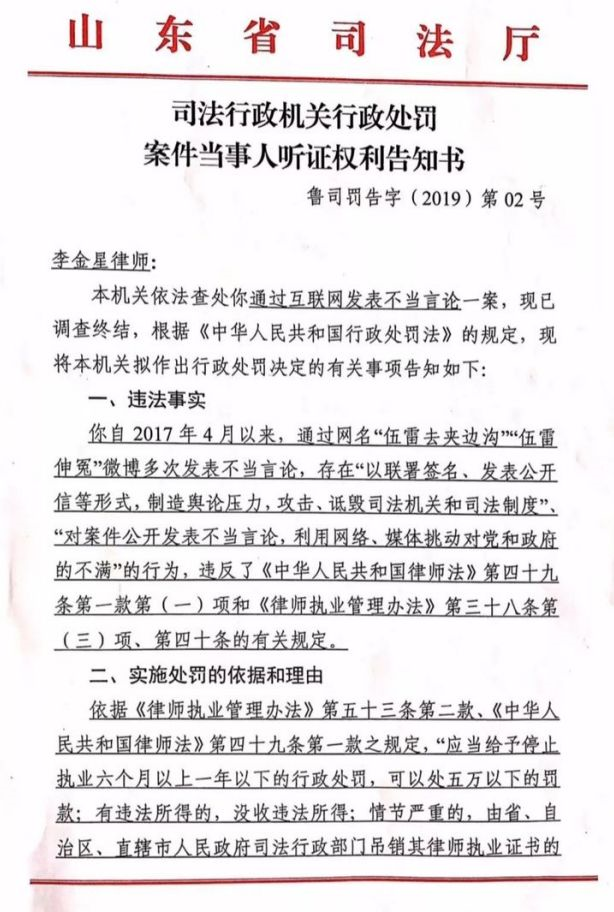 山东省司法厅
司法行政机关行政处罚
案件当事人听证权利告知书
鲁司罚告字（2019）第 02 号
李金星律师：
本机关依法查处你通过互联网发表不当言论一案，现已
调查终结，根据《中华人民共和国行政处罚法》的规定，现
将本机关拟作出行政处罚决定的有关事项告知如下：
一、违法事实
你自 2017 年 4 月以来，通过网名“伍雷去夹边沟”“伍雷
伸冤”微博多次发表不当言论，存在“以联署签名、发表公开
信等形式，制造舆论压力，攻击、诋毁司法机关和司法制度”、
“对案件公开发表不当言论，利用网络、媒体挑动对党和政府
的不满”的行为，违反了《中华人民共和国律师法》第四十九
条第一款第（一）项和《律师执业管理办法》第三十八条第
（三）项、第四十条的有关规定。
二、实施处罚的依据和理由
依据《律师执业管理办法》第五十三条第二款、《中华人
民共和国律师法》第四十九条第一款之规定，“应当给予停止
执业六个月以上一年以下的行政处罚，可以处五万以下的罚
款；有违法所得的，没收违法所得；情节严重的，由省、自
治区、直辖市人民政府司法行政部门吊销其律师执业证书的